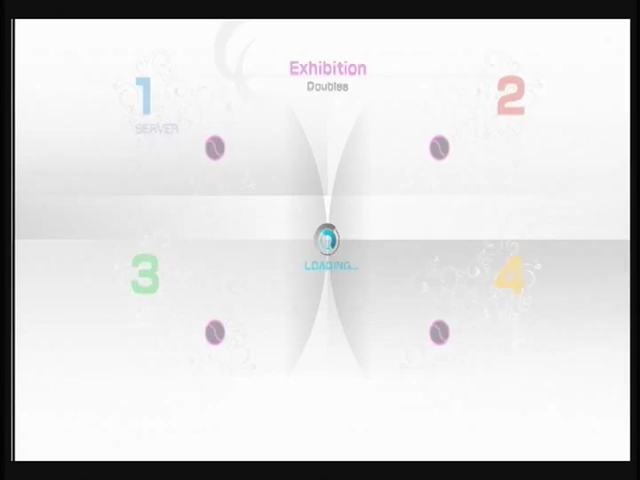 Exhibition
Doubles
1
2
SERVER
LOADING...
3
4